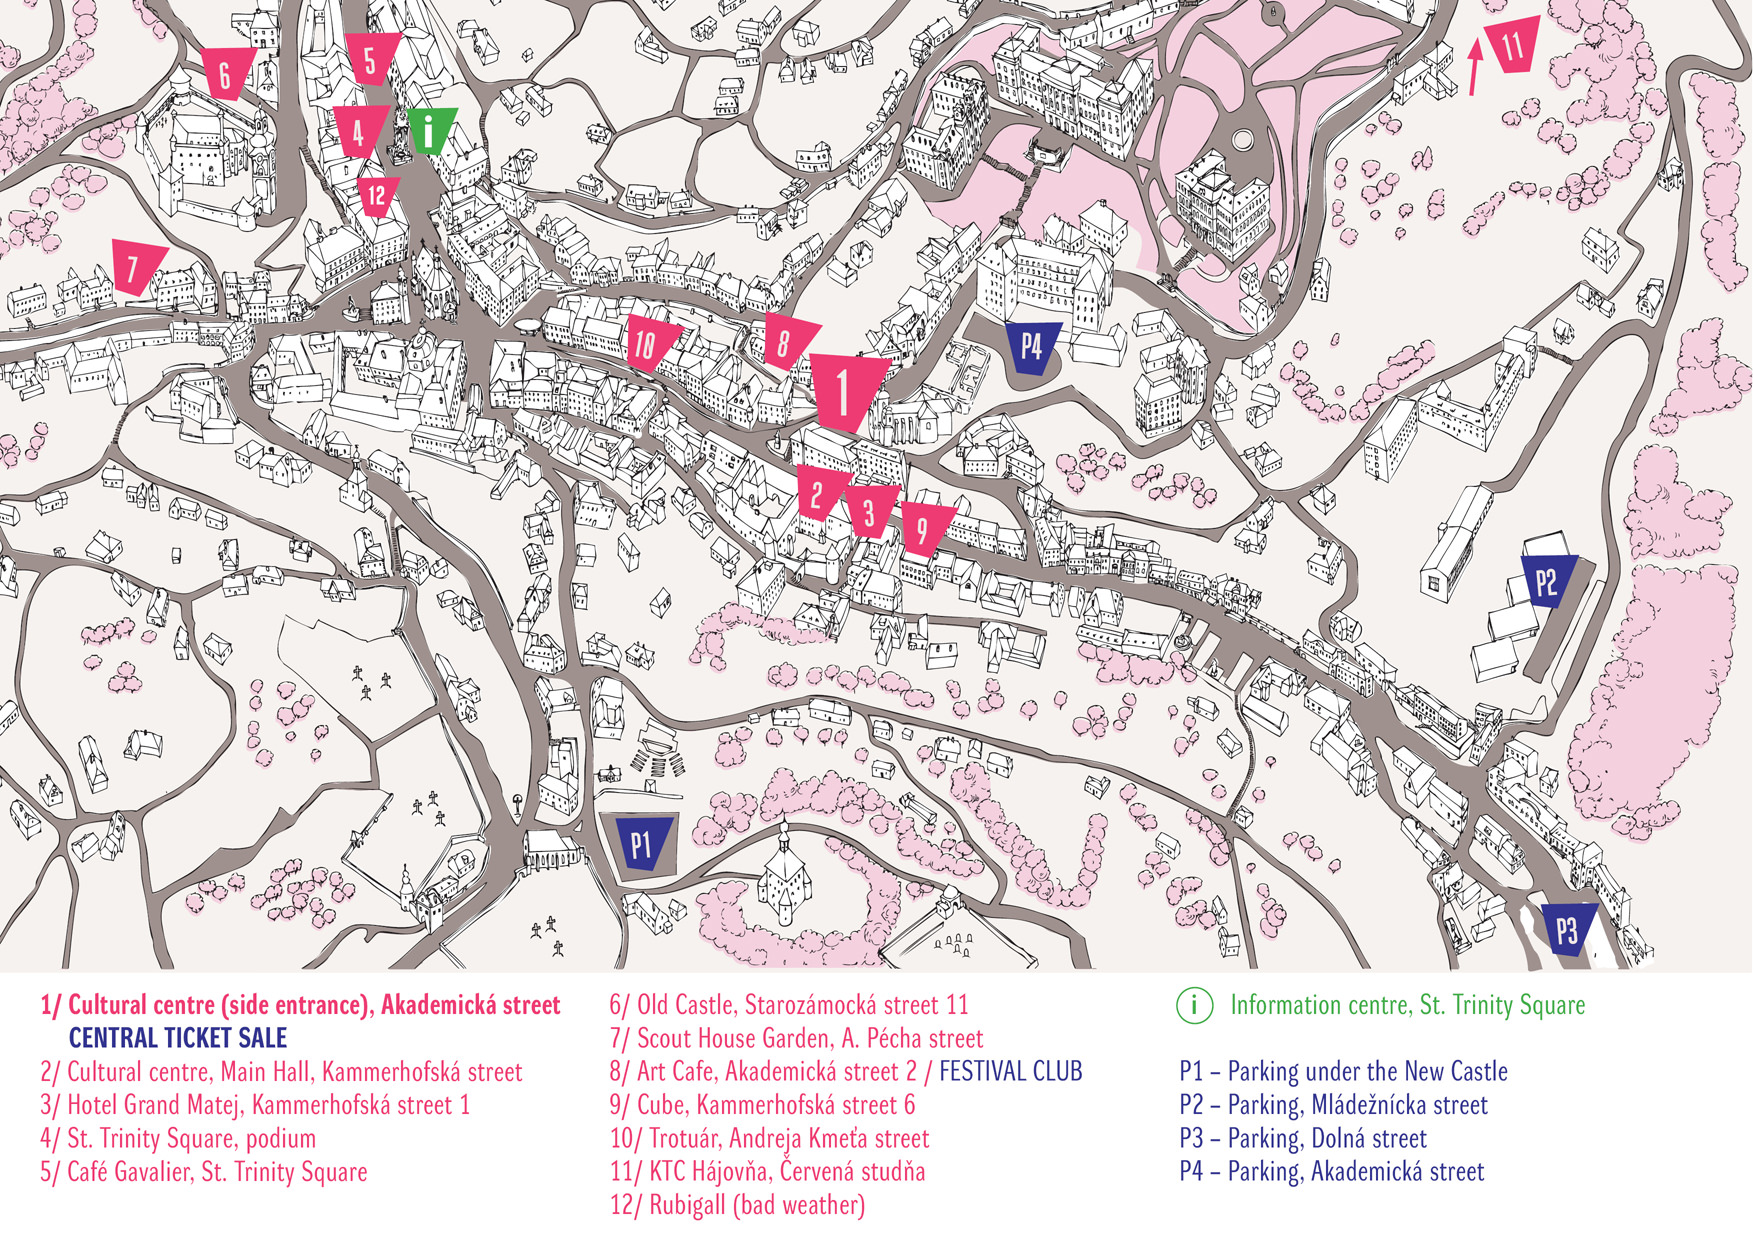 5
11
6
4
i
12
7
10
8
P4
1
2
3
9
P2
P1
P3
1/ Cultural centre (side entrance), Akademická street
CENTRAL TICKET SALE
2/ Cultural centre, Main Hall, Kammerhofská street
3/ Hotel Grand Matej, Kammerhofská street 1
4/ St. Trinity Square, podium
5/ Café Gavalier, St. Trinity Square
6/ Old Castle, Starozámocká street 11
7/ Scout House Garden, A. Pécha street
8/ Art Cafe, Akademická street 2 / FESTIVAL CLUB
9/ Cube, Kammerhofská street 6
10/ Trotuár, Andreja Kmeťa street
11/ KTC Hájovňa, Červená studňa
12/ Rubigall (bad weather)
i Information centre, St. Trinity Square
P1 – Parking under the New Castle
P2 – Parking, Mládežnícka street
P3 – Parking, Dolná street
P4 – Parking, Akademická street